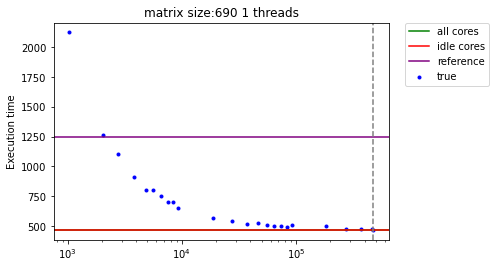 matrix size:690 1 threads
all cores
idle cores
reference
true
Execution time
2000
1750
1500
1250
1000
750
500
10³
10⁴
10⁵